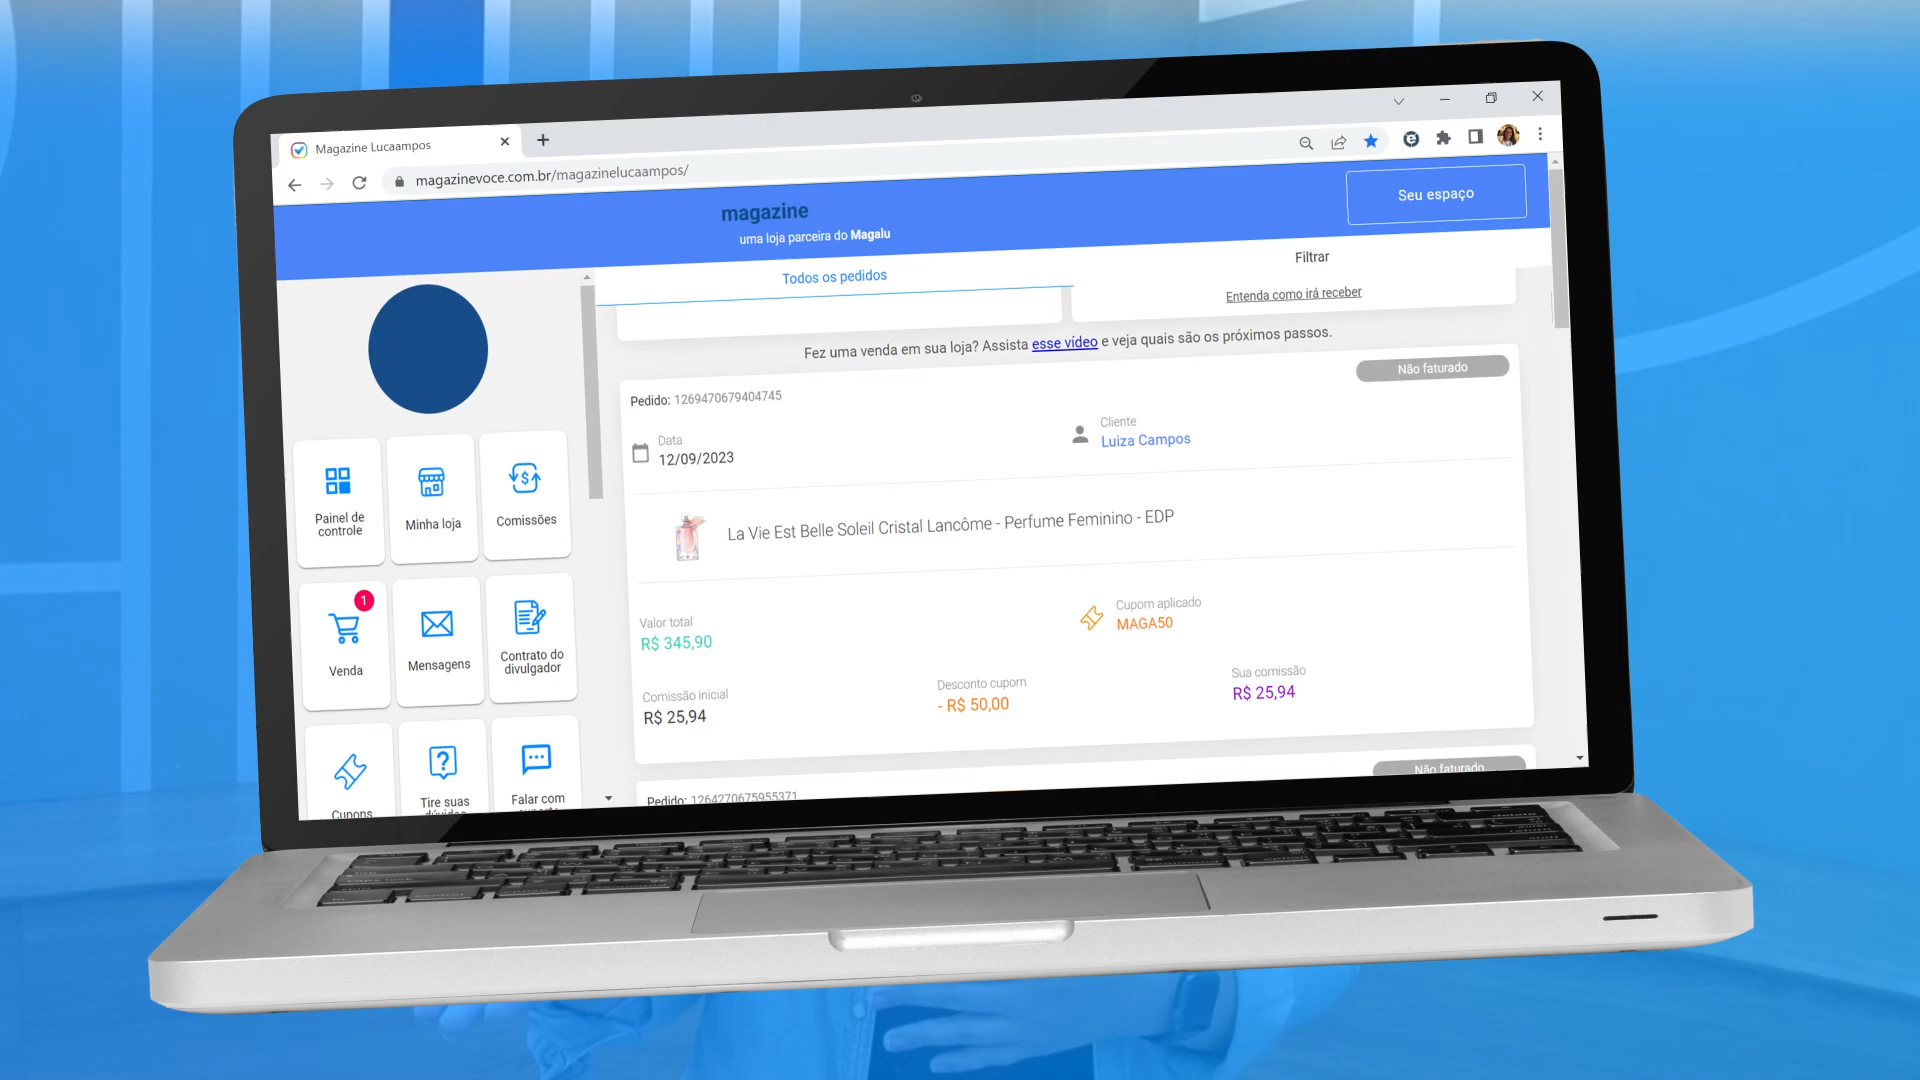 Magazine Lucaampos
magazinevoce.com.br/magazinelucaampos/
magazine
uma loja parceira do Magalu
Seu espaço
Todos os pedidos
Filtrar
Entenda como irá receber
Fez uma venda em sua loja? Assista esse vídeo e veja quais são os próximos passos.
Não faturado
Pedido: 1269470679404745
Data
12/09/2023
Cliente
Luiza Campos
La Vie Est Belle Soleil Cristal Lancôme - Perfume Feminino - EDP
Valor total
R$ 345,90
Cupom aplicado
MAGA50
Comissão inicial
R$ 25,94
Desconto cupom
- R$ 50,00
Sua comissão
R$ 25,94
Não faturado
Pedido: 1264270675955371
Painel de
controle
Minha loja
Comissões
1
Venda
Mensagens
Contrato do
divulgador
Cupons
Tire suas
dúvidas
Falar com